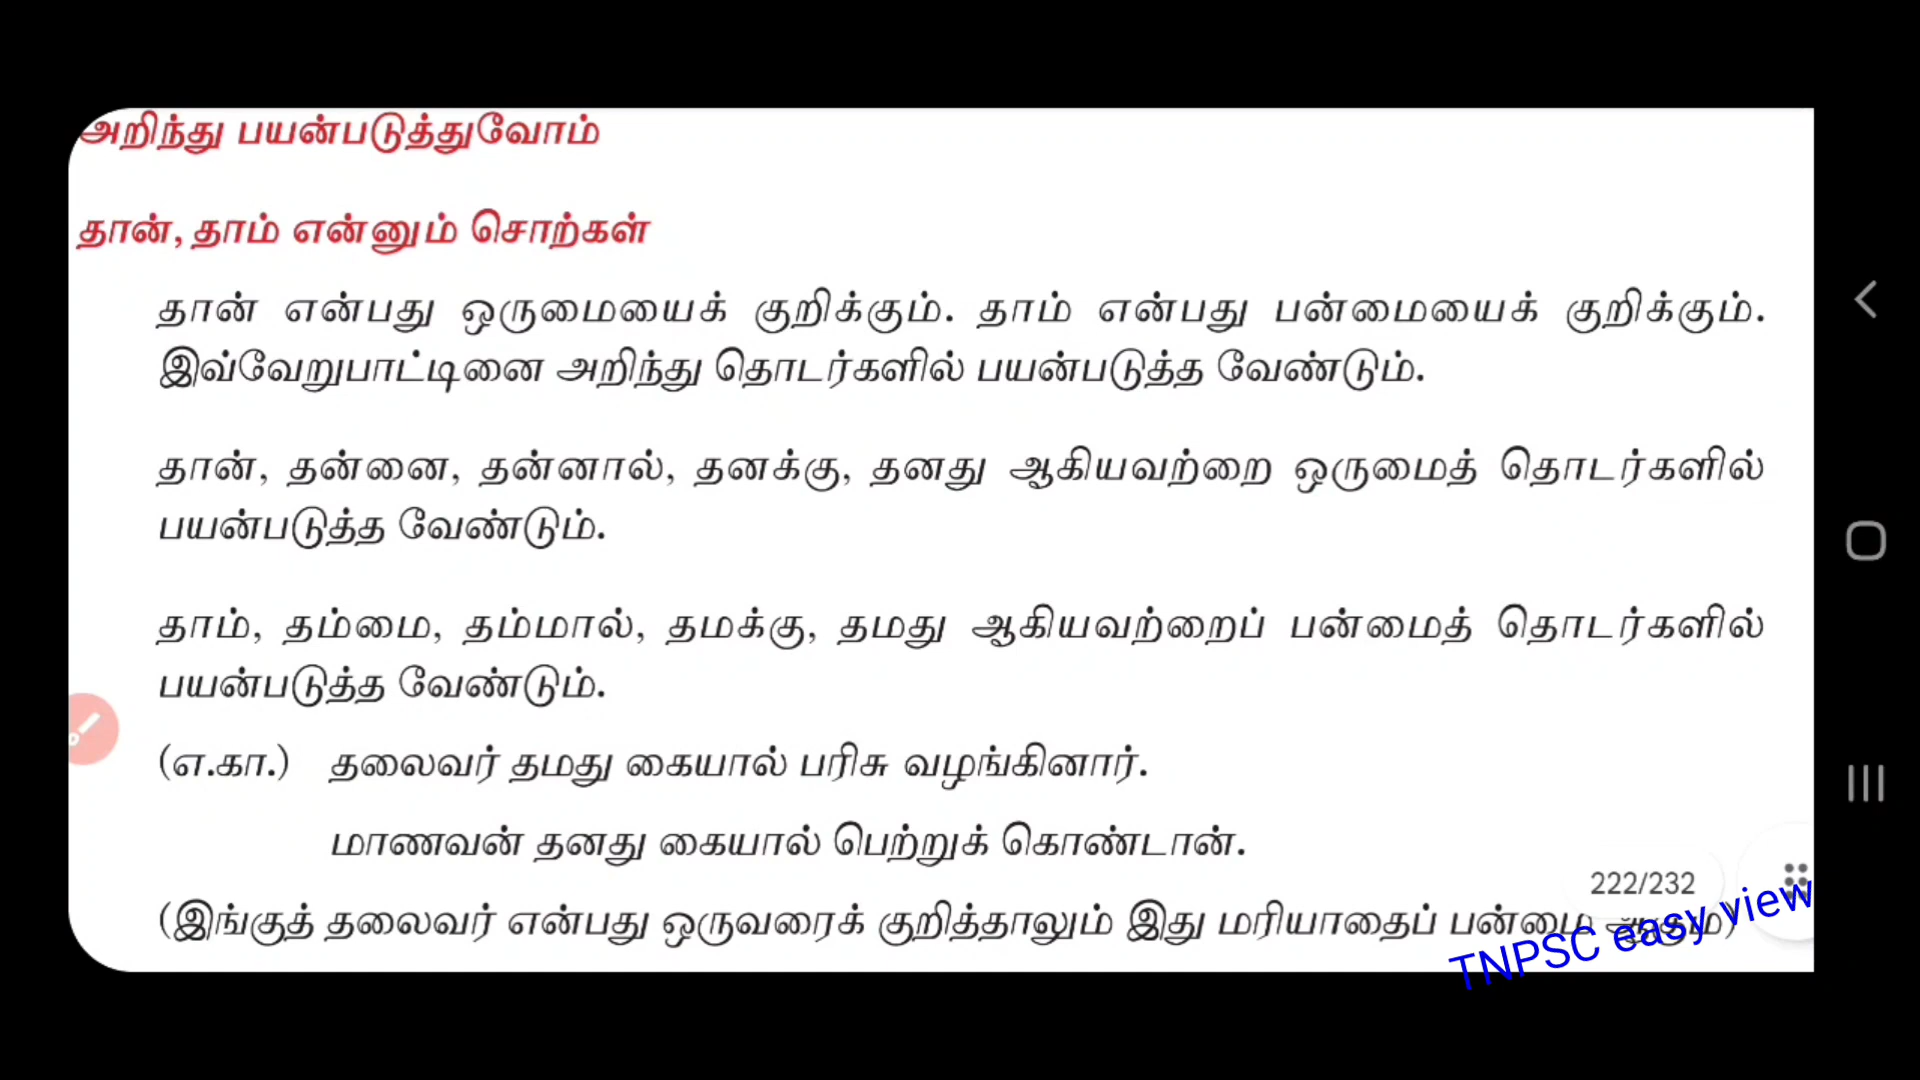 அறிந்து பயன்படுத்துவோம்
தான், தாம் என்னும் சொற்கள்
தான் என்பது ஒருமையைக் குறிக்கும். தாம் என்பது பன்மையைக் குறிக்கும்.
இவ்வேறுபாட்டினை அறிந்து தொடர்களில் பயன்படுத்த வேண்டும்.
தான், தன்னை, தன்னால், தனக்கு, தனது ஆகியவற்றை ஒருமைத் தொடர்களில்
பயன்படுத்த வேண்டும்.
தாம், தம்மை, தம்மால், தமக்கு, தமது ஆகியவற்றைப் பன்மைத் தொடர்களில்
பயன்படுத்த வேண்டும்.
(எ.கா.) தலைவர் தமது கையால் பரிசு வழங்கினார்.
மாணவன் தனது கையால் பெற்றுக் கொண்டான்.
222/232
(இங்குத் தலைவர் என்பது ஒருவரைக் குறித்தாலும் இது மரியாதைப் பன்மை
TNPSC easy view